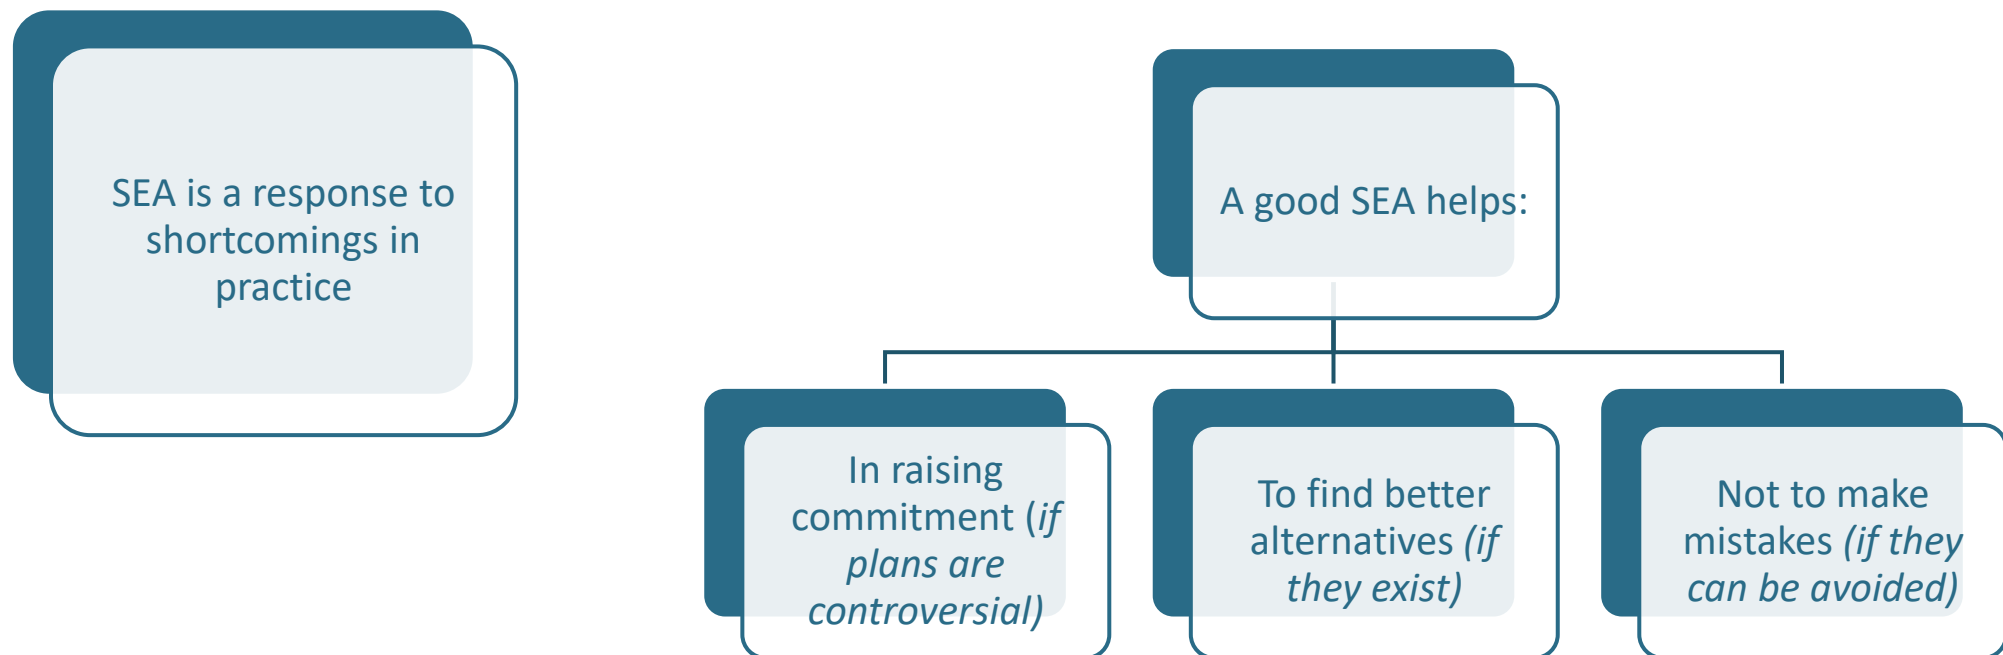 SEA is a response to
shortcomings in
practice
A good SEA helps:
In raising
commitment (if
plans are
controversial)
To find better
alternatives (if
they exist)
Not to make
mistakes (if they
can be avoided)